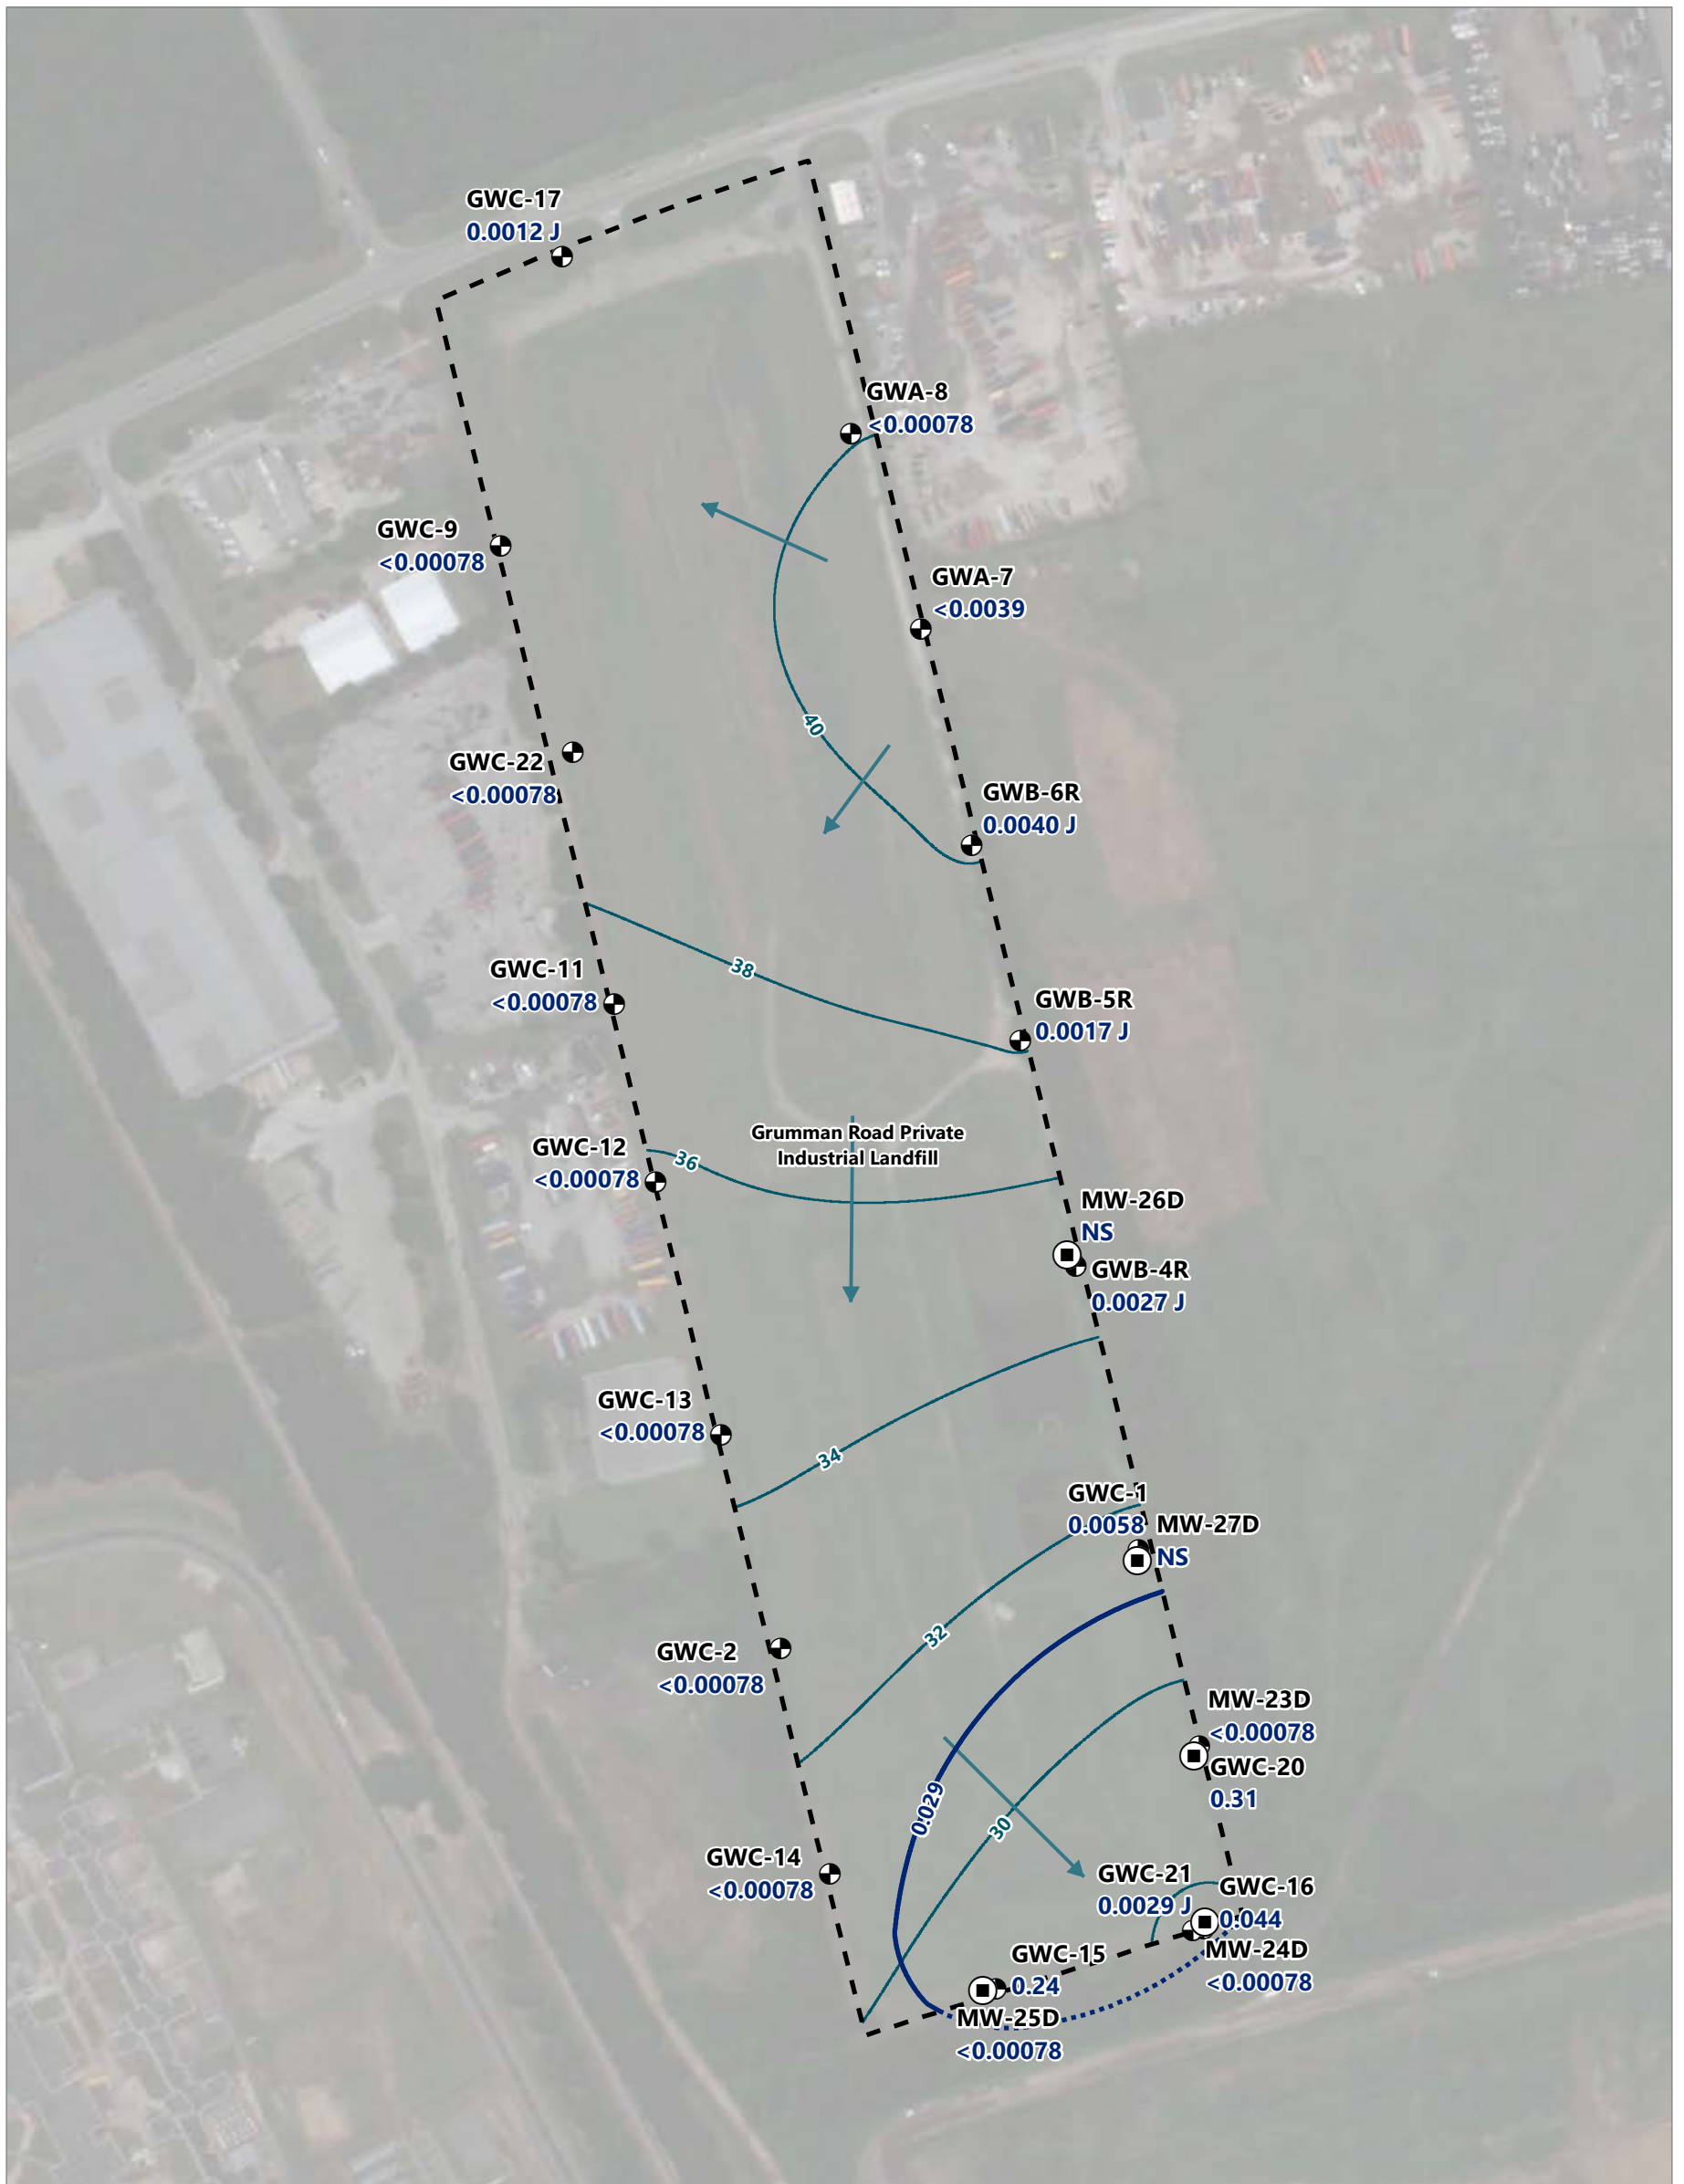 GWC-17
0.0012 J
GWA-8
<0.00078
GWC-9
<0.00078
GWA-7
<0.0039
40
GWC-22
<0.00078
GWB-6R
0.0040 J
38
GWC-11
<0.00078
GWB-5R
0.0017 J
Grumman Road Private
Industrial Landfill
GWC-12
<0.00078
36
MW-26D
NS
GWB-4R
0.0027 J
GWC-13
<0.00078
34
GWC-1
0.0058
MW-27D
NS
32
GWC-2
<0.00078
MW-23D
<0.00078
GWC-20
0.31
0.029
30
GWC-14
<0.00078
GWC-21
0.0029 J
GWC-16
0.044
MW-24D
<0.00078
GWC-15
0.24
MW-25D
<0.00078